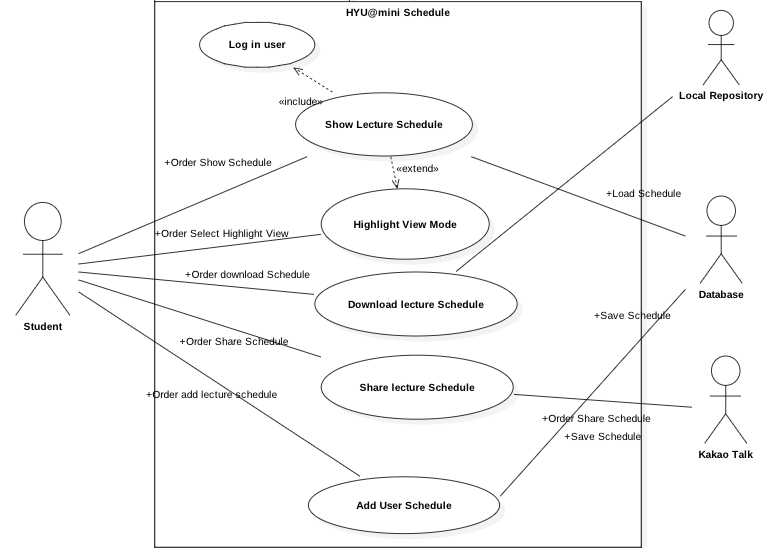 HYU@mini Schedule
Log in user
«include»
Show Lecture Schedule
Local Repository
+Order Show Schedule
«extend»
+Load Schedule
+Order Select Highlight View
Highlight View Mode
+Order download Schedule
Download lecture Schedule
Database
Student
+Save Schedule
+Order Share Schedule
Share lecture Schedule
+Order add lecture schedule
+Order Share Schedule
+Save Schedule
Kakao Talk
Add User Schedule